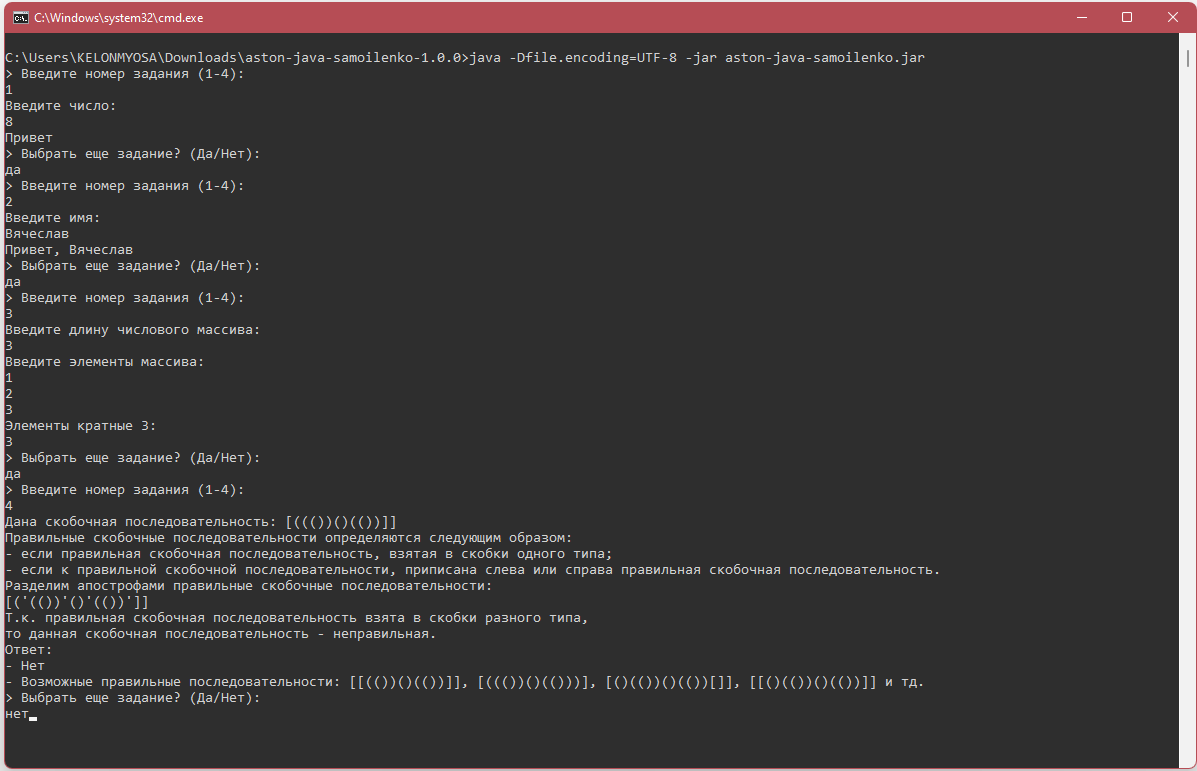 C:\Windows\system32\cmd.exe
C:\Users\KELONMYOSA\Downloads\aston-java-samoilenko-1.0.0>java -Dfile.encoding=UTF-8 -jar aston-java-samoilenko.jar
> Введите номер задания (1-4):
1
Введите число:
8
Привет
> Выбрать еще задание? (Да/Нет):
да
> Введите номер задания (1-4):
2
Введите имя:
Вячеслав
Привет, Вячеслав
> Выбрать еще задание? (Да/Нет):
да
> Введите номер задания (1-4):
3
Введите длину числового массива:
3
Введите элементы массива:
1
2
3
Элементы кратные 3:
3
> Выбрать еще задание? (Да/Нет):
да
> Введите номер задания (1-4):
4
Дана скобочная последовательность: [((())()(())]]
Правильные скобочные последовательности определяются следующим образом:
- если правильная скобочная последовательность, взятая в скобки одного типа;
- если к правильной скобочной последовательности, приписана слева или справа правильная скобочная последовательность.
Разделим апострофами правильные скобочные последовательности:
[('(())'()'(())']]
Т.к. правильная скобочная последовательность взята в скобки разного типа,
то данная скобочная последовательность - неправильная.
Ответ:
- Нет
- Возможные правильные последовательности: [[(())()(())]], [((())()(()))], [()(())()(())[]], [[()(())()(())]] и тд.
> Выбрать еще задание? (Да/Нет):
нет